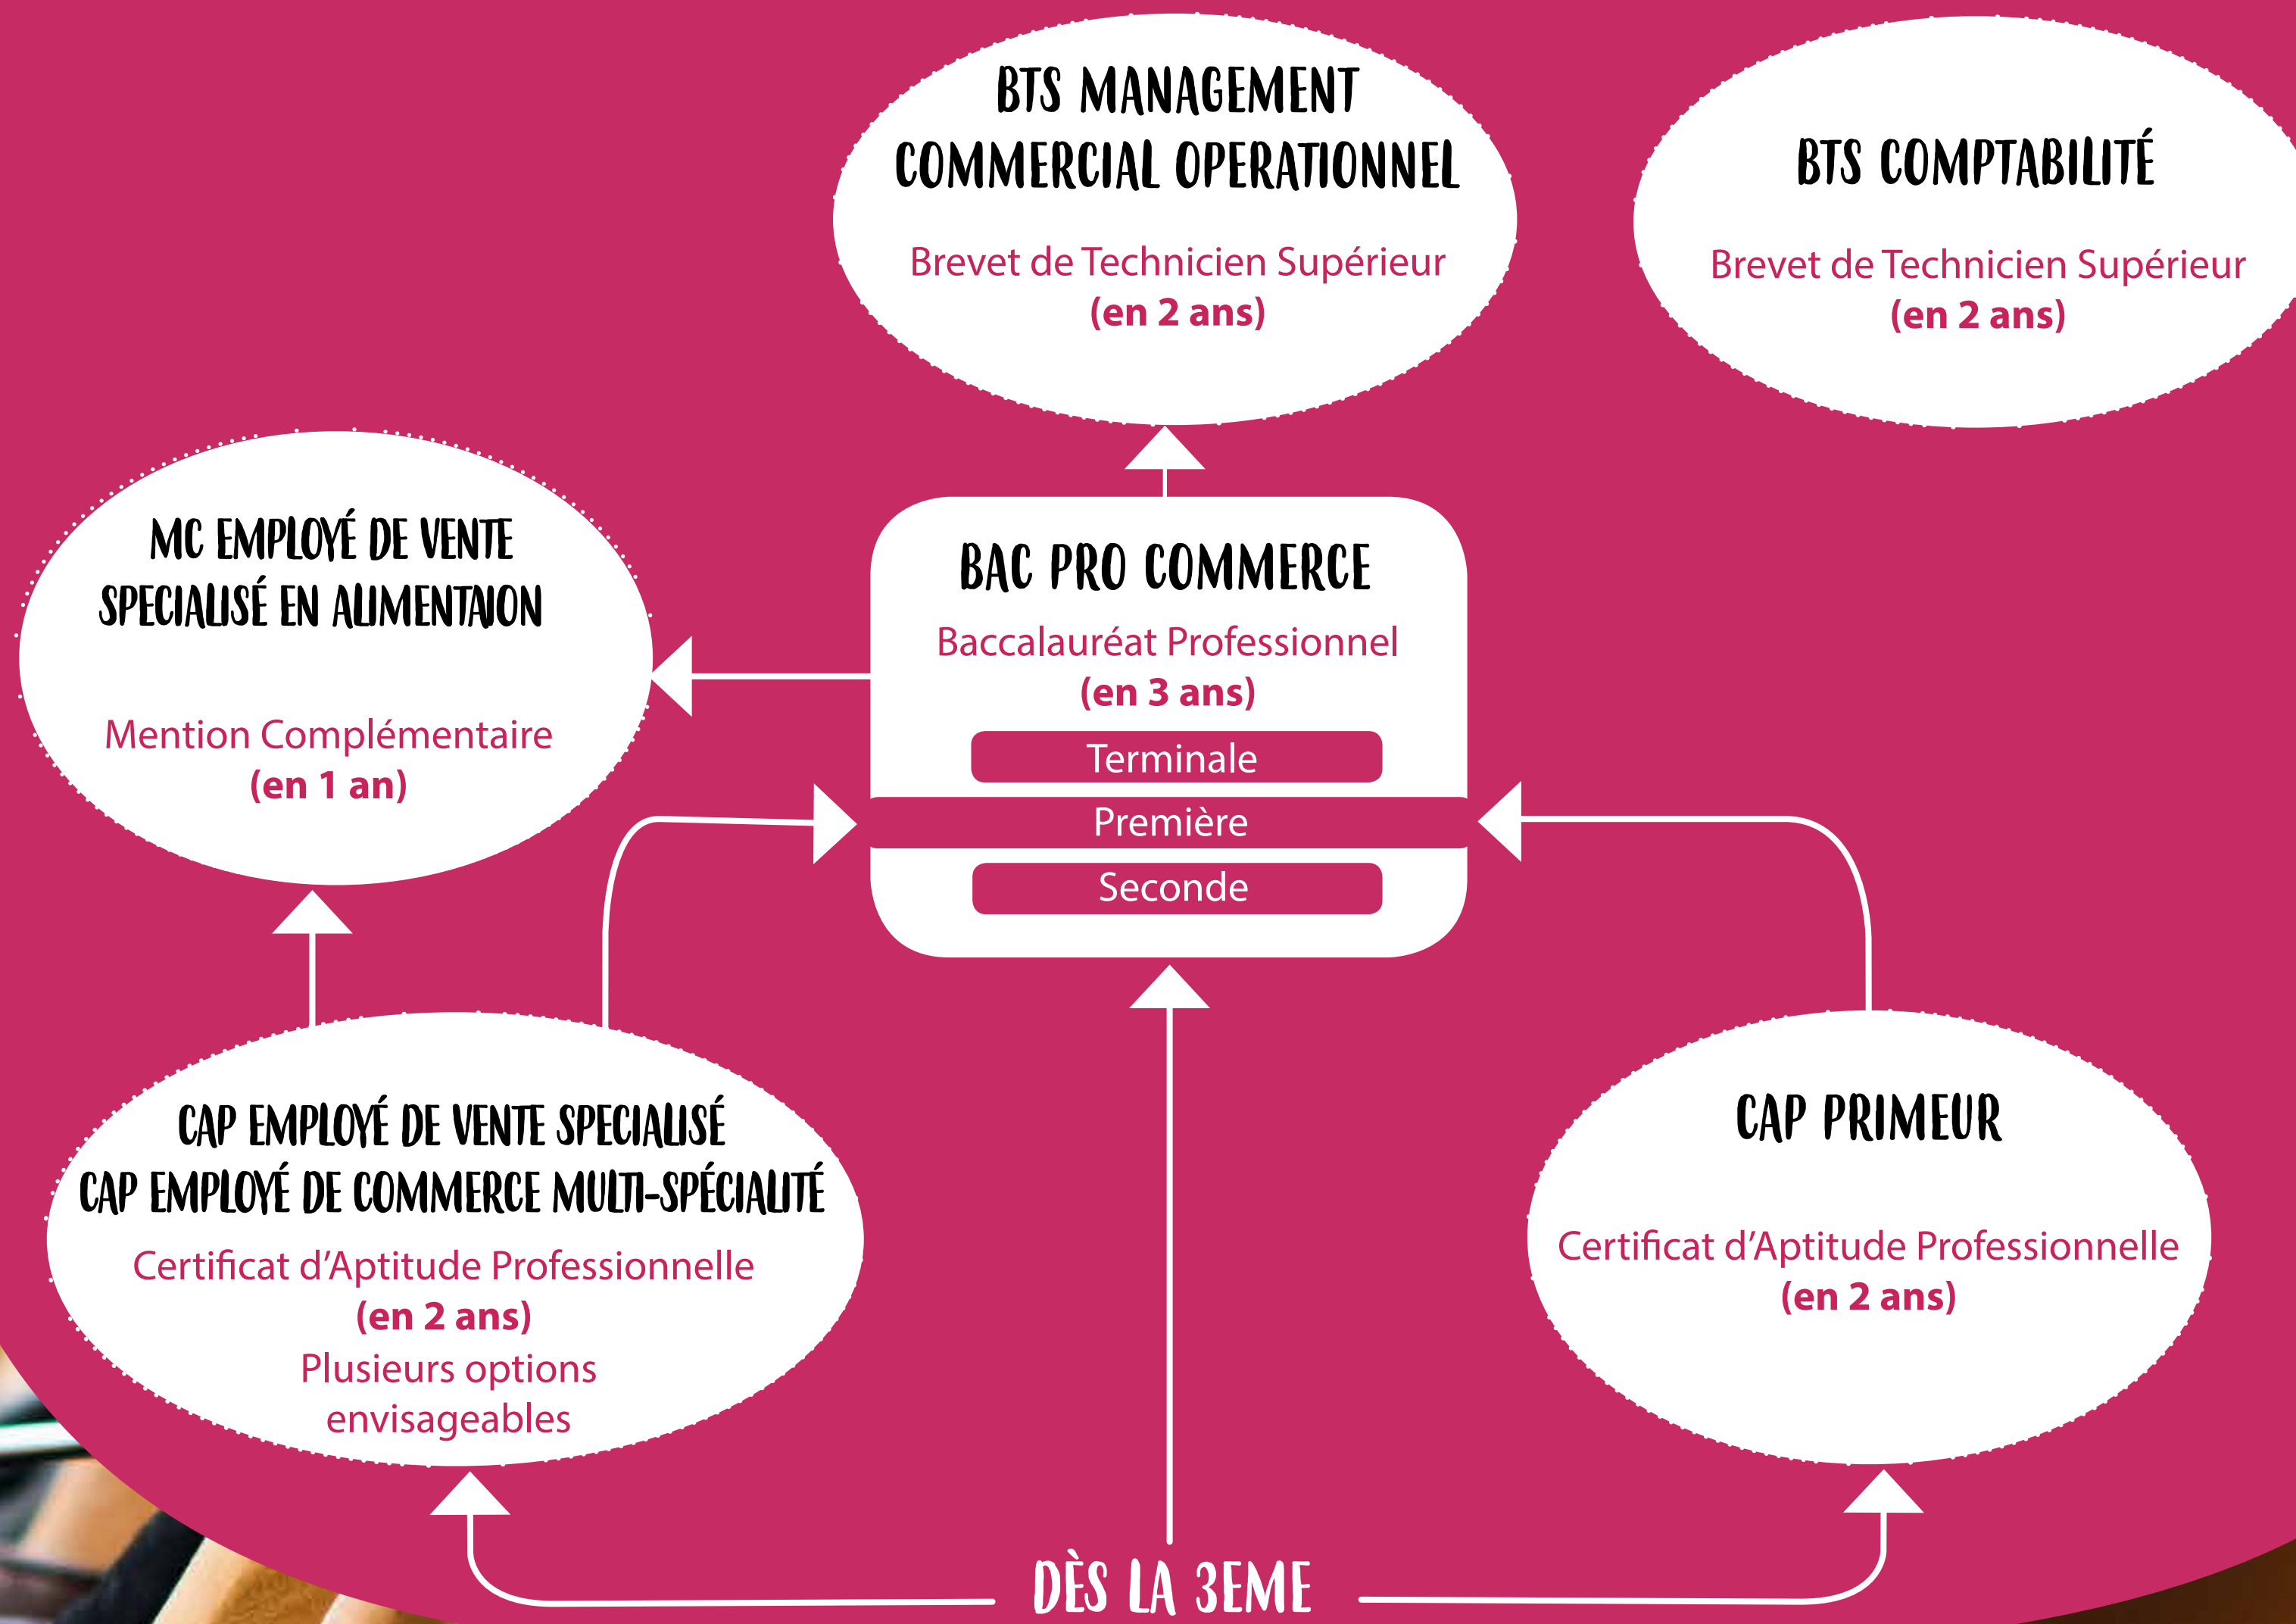 BTS MANAGEMENT
COMMERCIAL OPERATIONNEL
Brevet de Technicien Supérieur
(en 2 ans)
BTS COMPTABILITÉ
Brevet de Technicien Supérieur
(en 2 ans)
MC EMPLOYÉ DE VENTE
SPECIALISÉ EN ALIMENTAION
Mention Complémentaire
(en 1 an)
BAC PRO COMMERCE
Baccalauréat Professionnel
(en 3 ans)
Terminale
Première
Seconde
CAP EMPLOYÉ DE VENTE SPECIALISÉ
CAP EMPLOYÉ DE COMMERCE MULTI-SPÉCIALITÉ
Certificat d'Aptitude Professionnelle
(en 2 ans)
Plusieurs options
envisageables
CAP PRIMEUR
Certificat d'Aptitude Professionnelle
(en 2 ans)
DÈS LA 3EME